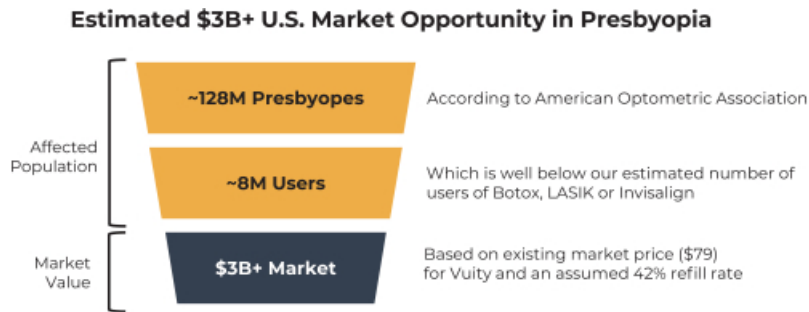 Estimated $3B+ U.S. Market Opportunity in Presbyopia
Affected
Population
~128M Presbyopes
According to American Optometric Association
~8M Users
Which is well below our estimated number of
users of Botox, LASIK or Invisalign
Market
Value
$3B+ Market
Based on existing market price ($79)
for Vuity and an assumed 42% refill rate